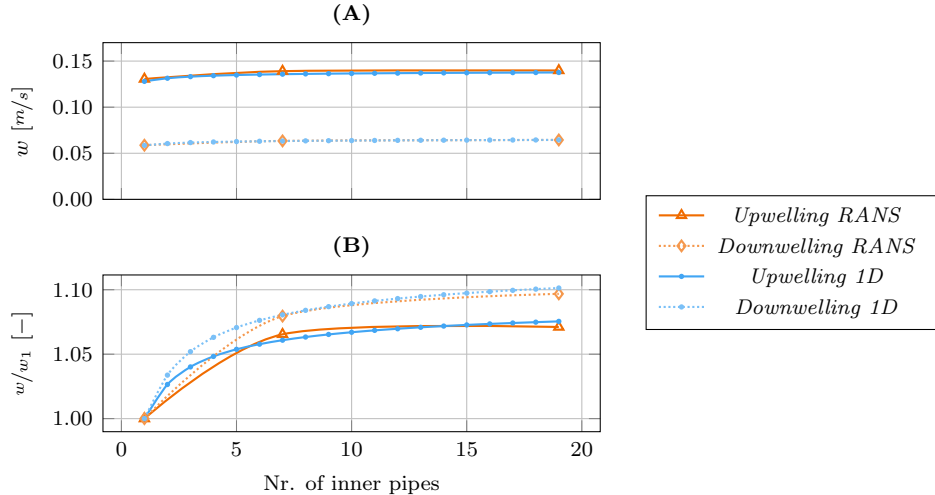 (A)
0.15
0.10
0.05
0.00
w [m/s]
(B)
1.10
1.05
1.00
w/w₁ [—]
0 5 10 15 20
Nr. of inner pipes
Upwelling RANS
Downwelling RANS
Upwelling 1D
Downwelling 1D